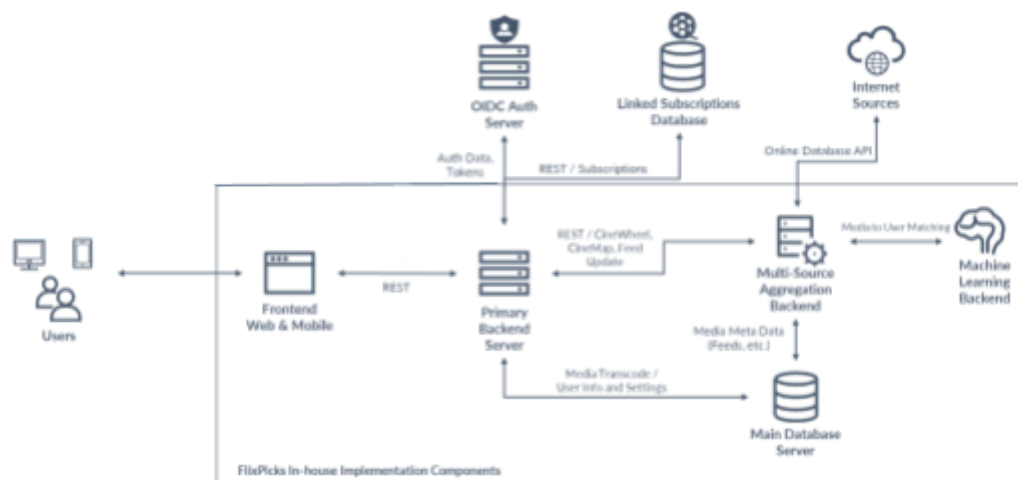 OIDC Auth
Server
Linked Subscriptions
Database
Internet
Sources
Auth Data,
Tokens
REST / Subscriptions
Online Database API
Users
Frontend
Web & Mobile
REST
Primary
Backend
Server
REST / CineWheel,
CineMap, Feed
Update
Multi-Source
Aggregation
Backend
Media to User Matching
Machine
Learning
Backend
Media Meta Data
(Feeds, etc.)
Media Transcode /
User Info and Settings
Main Database
Server
FlixPicks In-house Implementation Components